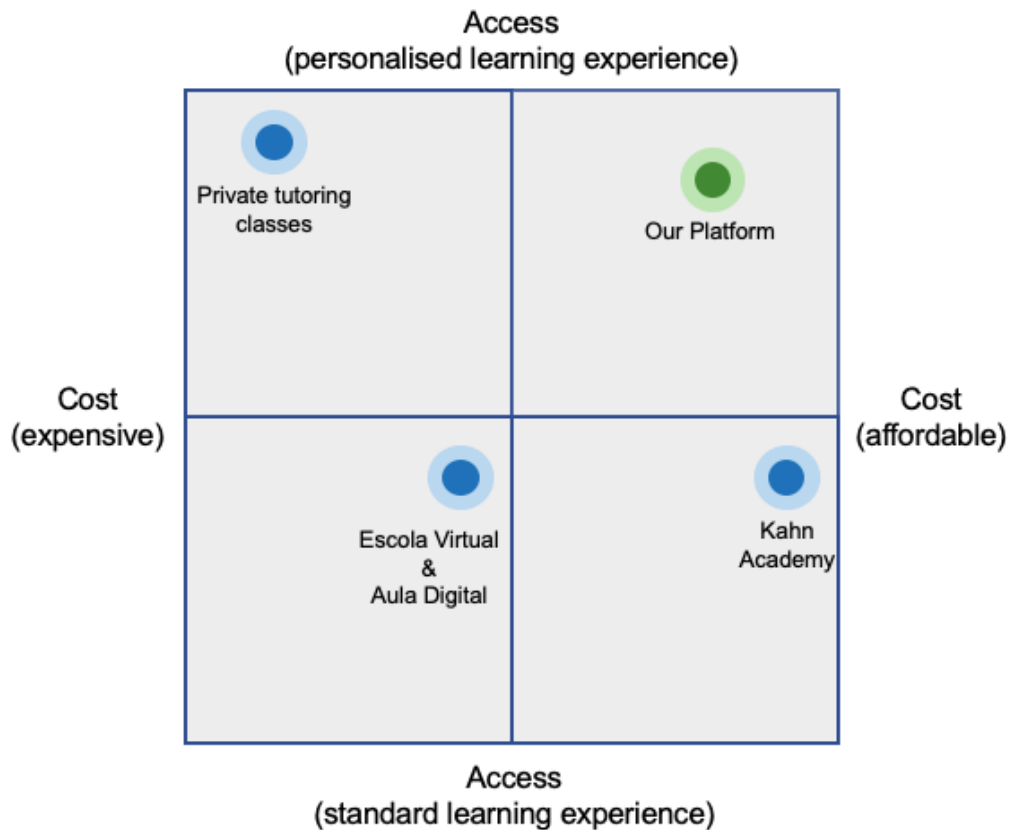 Access
(personalised learning experience)
Private tutoring
classes
Our Platform
Cost
(expensive)
Cost
(affordable)
Escola Virtual
&
Aula Digital
Kahn
Academy
Access
(standard learning experience)